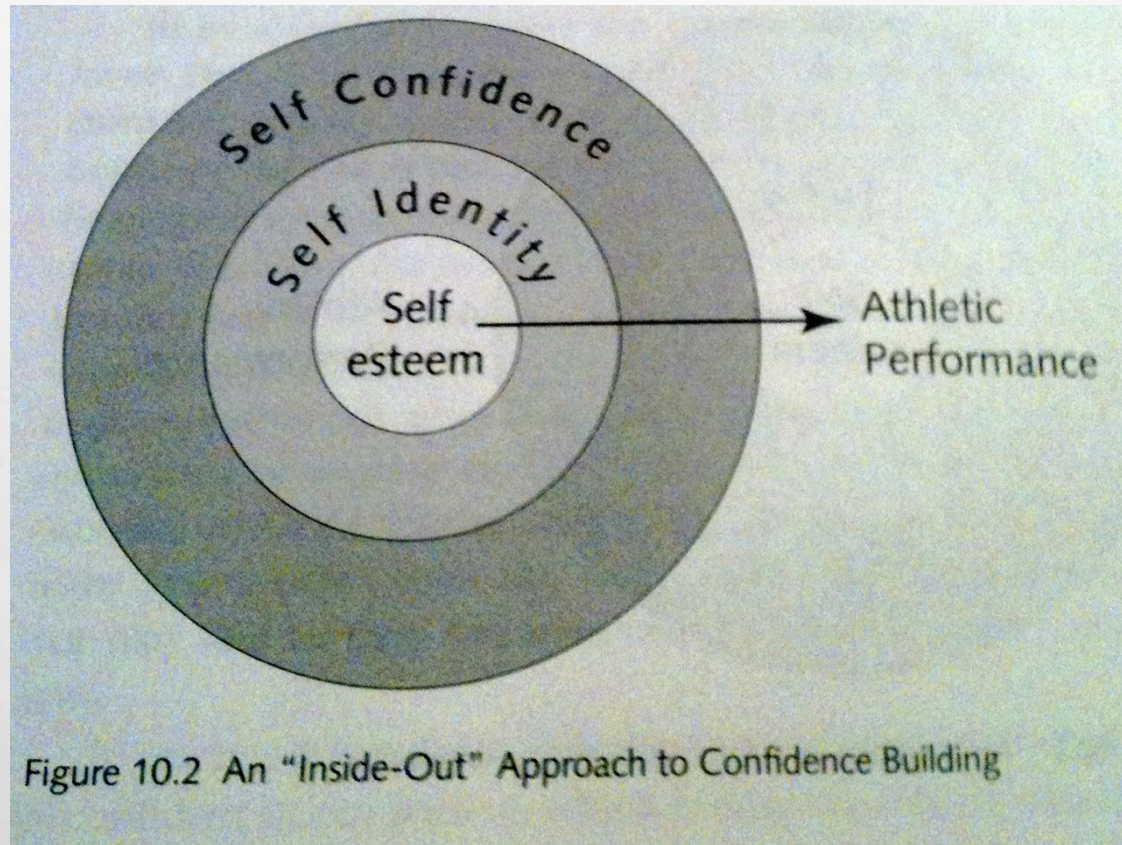 Self Confidence
Self Identity
Self
esteem
Athletic
Performance
Figure 10.2 An “Inside-Out” Approach to Confidence Building